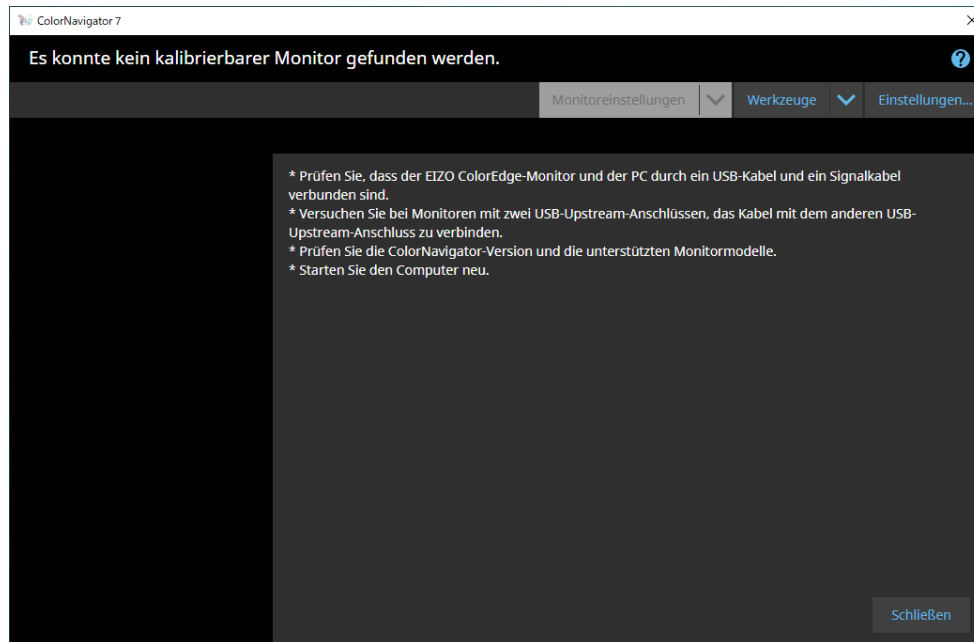 ColorNavigator 7
Es konnte kein kalibrierbarer Monitor gefunden werden.
Monitoreinstellungen
Werkzeuge
Einstellungen...
* Prüfen Sie, dass der EIZO ColorEdge-Monitor und der PC durch ein USB-Kabel und ein Signalkabel
verbunden sind.
* Versuchen Sie bei Monitoren mit zwei USB-Upstream-Anschlüssen, das Kabel mit dem anderen USB-
Upstream-Anschluss zu verbinden.
* Prüfen Sie die ColorNavigator-Version und die unterstützten Monitormodelle.
* Starten Sie den Computer neu.
Schließen